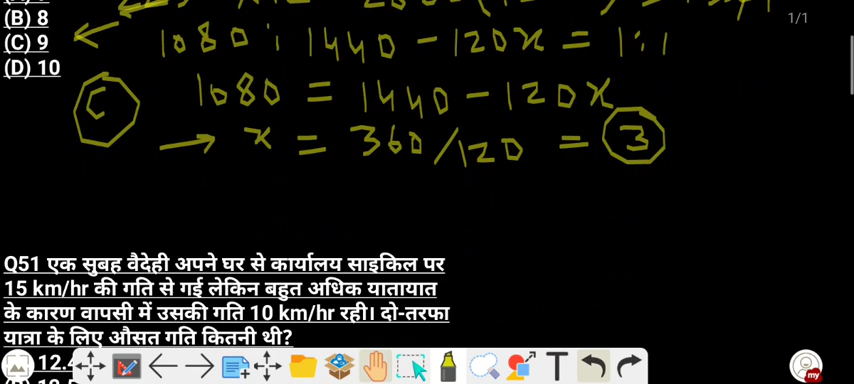 (B) 8
(C) 9
(D) 10
1080 : 1440 - 120x = 1:1
1080 = 1440 - 120x
C
→ x = 360/120 = 3
1/1
Q51 एक सुबह वैदेही अपने घर से कार्यालय साइकिल पर
15 km/hr की गति से गई लेकिन बहुत अधिक यातायात
के कारण वापसी में उसकी गति 10 km/hr रही। दो-तरफा
यात्रा के लिए औसत गति कितनी थी?
T
my